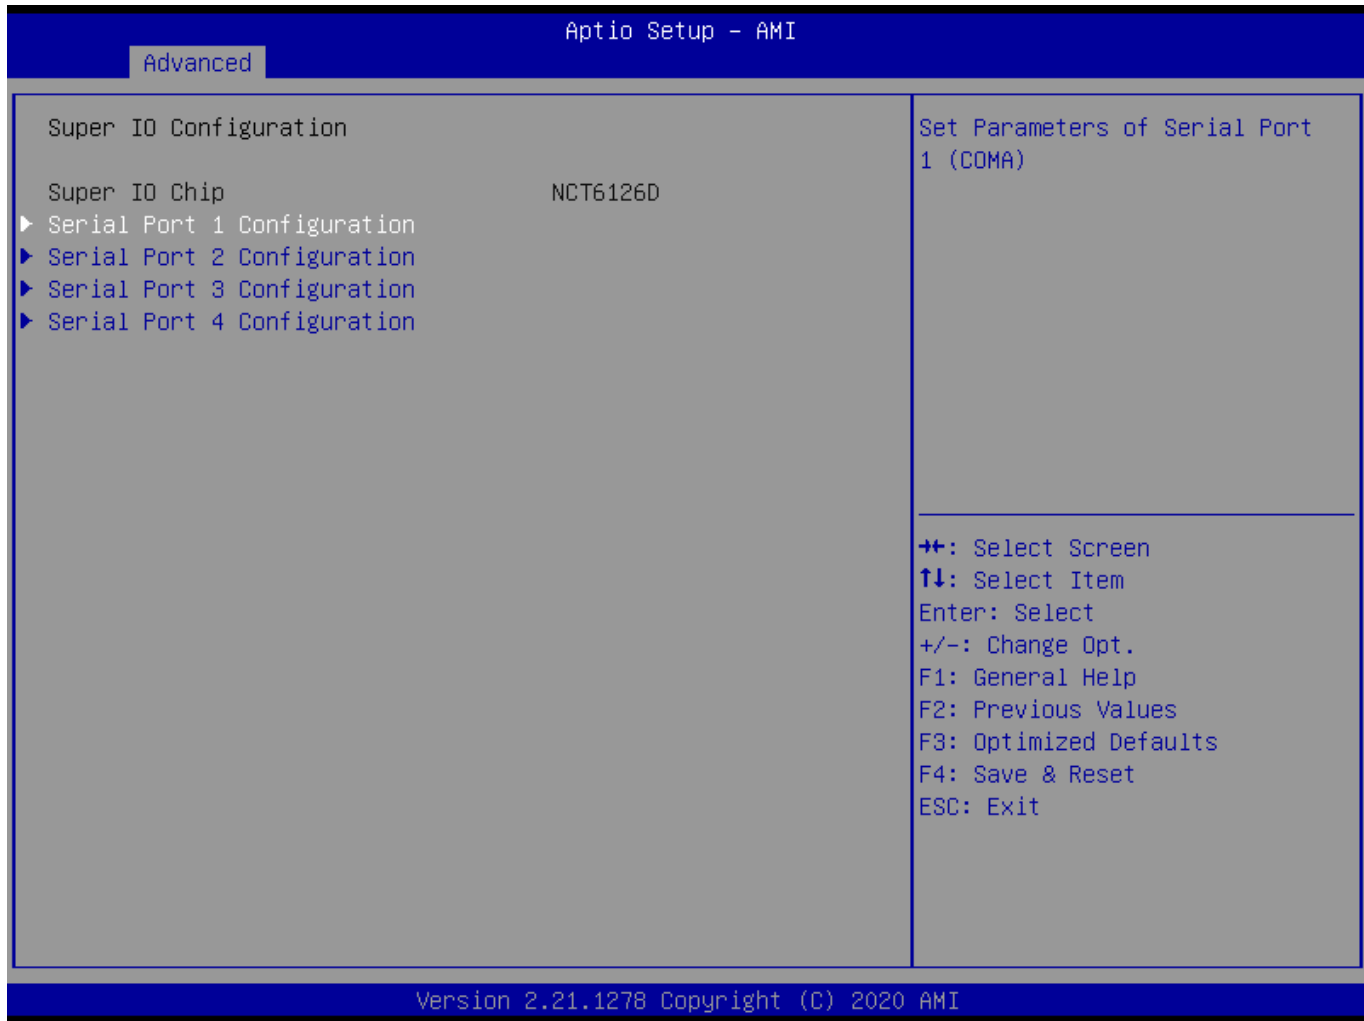 Aptio Setup – AMI
Advanced
Super IO Configuration
Super IO Chip NCT6126D
Serial Port 1 Configuration
Serial Port 2 Configuration
Serial Port 3 Configuration
Serial Port 4 Configuration
Set Parameters of Serial Port
1 (COMA)
→←: Select Screen
↑↓: Select Item
Enter: Select
+/-: Change Opt.
F1: General Help
F2: Previous Values
F3: Optimized Defaults
F4: Save & Reset
ESC: Exit
Version 2.21.1278 Copyright (C) 2020 AMI